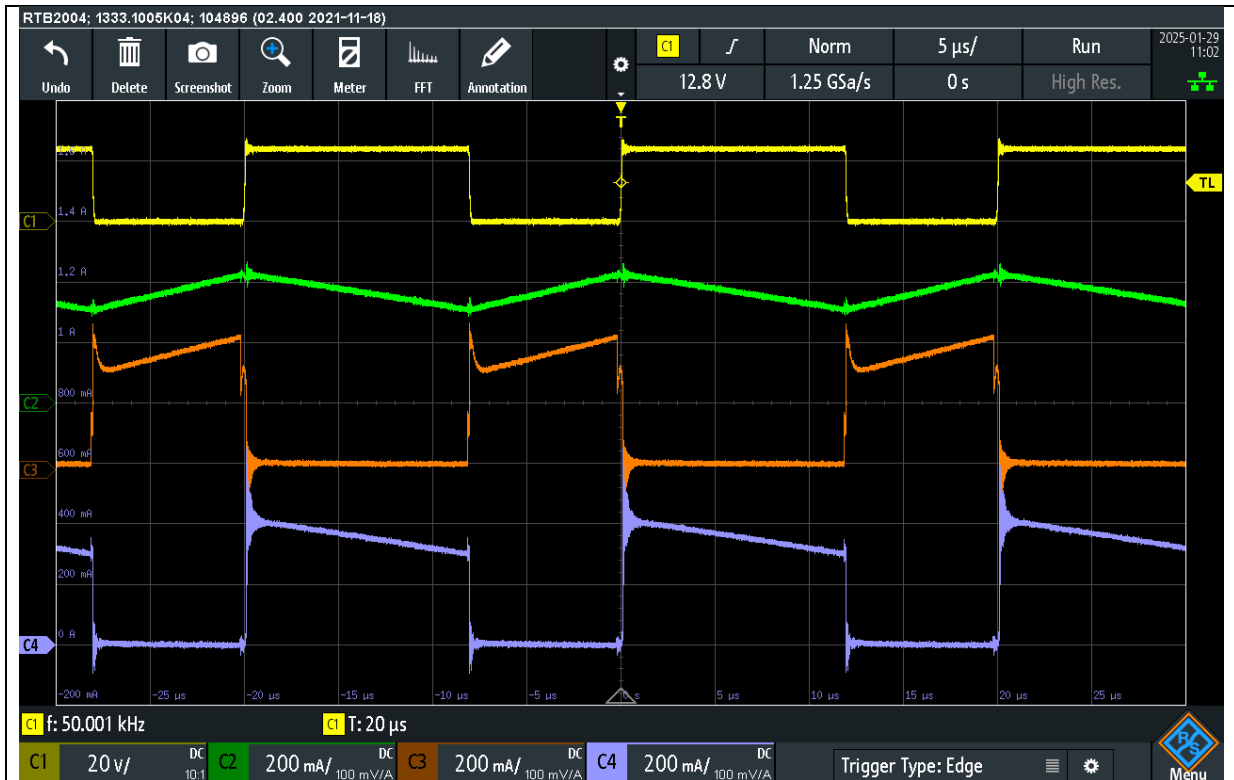 RTB2004; 1333.1005K04; 104896 (02.400 2021-11-18)
Undo Delete Screenshot Zoom Meter FFT Annotation
C1 Norm 5 µs/ Run
12.8 V 1.25 GSa/s 0 s High Res.
2025-01-29
11:02
T
TL
C1
1,4 A
1,2 A
1 A
800 mA
C2
600 mA
C3
400 mA
200 mA
C4 0 A
-200 mA -25 µs -20 µs -15 µs -10 µs -5 µs 0 s 5 µs 10 µs 15 µs 20 µs 25 µs
C1 f: 50.001 kHz C1 T: 20 µs
C1 20 V/ DC 10:1 C2 200 mA/ DC 100 mV/A C3 200 mA/ DC 100 mV/A C4 200 mA/ DC 100 mV/A Trigger Type: Edge
R&S
Menu